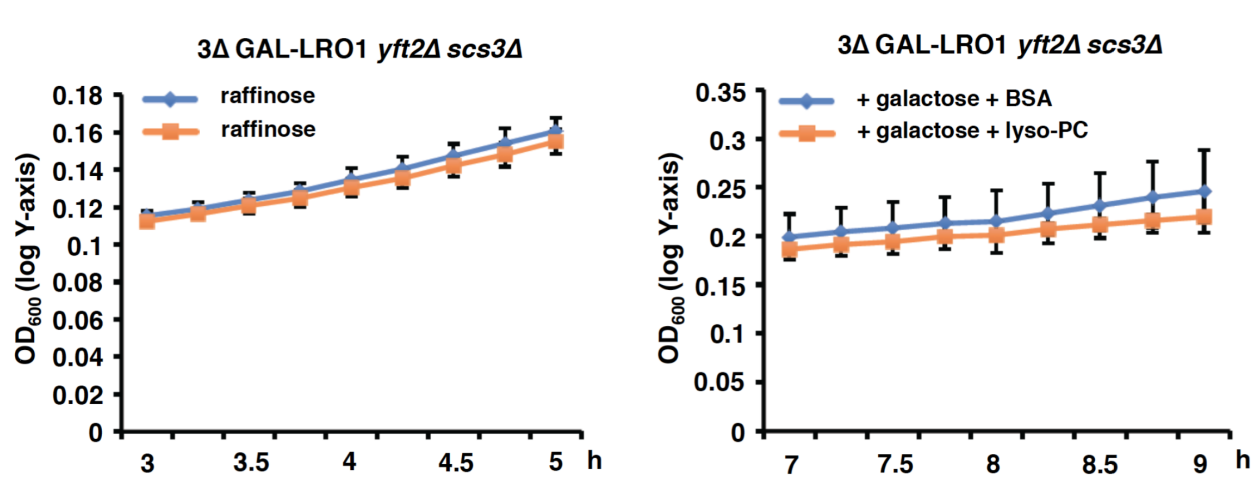 3Δ GAL-LRO1 yft2Δ scs3Δ
raffinose
raffinose
OD600 (log Y-axis)
0.18
0.16
0.14
0.12
0.1
0.08
0.06
0.04
0.02
0
3 3.5 4 4.5 5 h
3Δ GAL-LRO1 yft2Δ scs3Δ
+ galactose + BSA
+ galactose + lyso-PC
OD600 (log Y-axis)
0.35
0.3
0.25
0.2
0.15
0.1
0.05
0
7 7.5 8 8.5 9 h